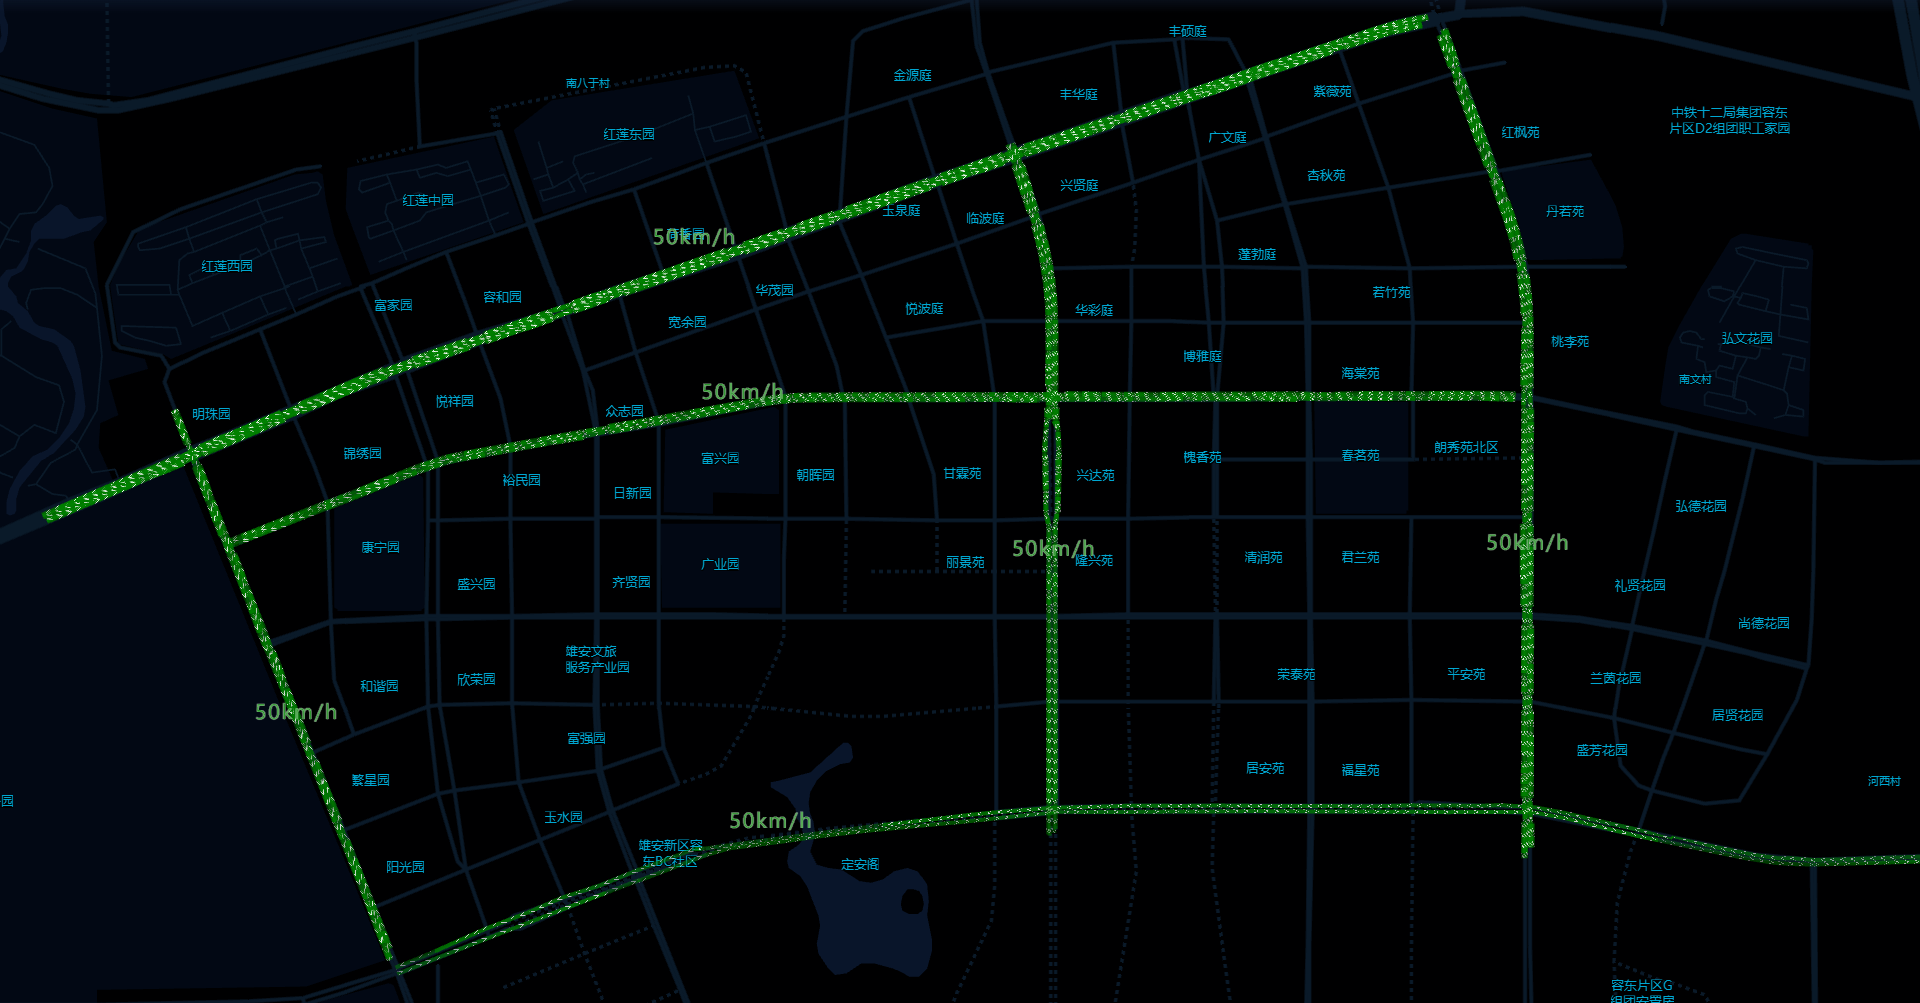 丰硕庭
金源庭
南八于村
丰华庭
紫薇苑
中铁十二局集团容东
片区D2组团职工家园
红莲东园
红枫苑
广文庭
杏秋苑
兴贤庭
红莲中园
玉泉庭
临波庭
丹若苑
50km/h
蓬勃庭
红莲西园
华茂园
若竹苑
容和园
富家园
悦波庭
华彩庭
宽余园
弘文花园
桃李苑
博雅庭
海棠苑
南文村
50km/h
悦祥园
众志园
明珠园
朗秀苑北区
锦绣园
富兴园
槐香苑
春茗苑
朝晖园
甘霖苑
兴达苑
裕民园
日新园
弘德花园
50km/h
50km/h
康宁园
广业园
丽景苑
隆兴苑
清润苑
君兰苑
盛兴园
齐贤园
礼贤花园
尚德花园
雄安文旅
服务产业园
荣泰苑
平安苑
兰茵花园
和谐园
欣荣园
50km/h
居贤花园
富强园
盛芳花园
居安苑
福星苑
繁星园
河西村
园
玉水园
50km/h
雄安新区容
东BC社区
定安阁
阳光园
容东片区G
组团安置房